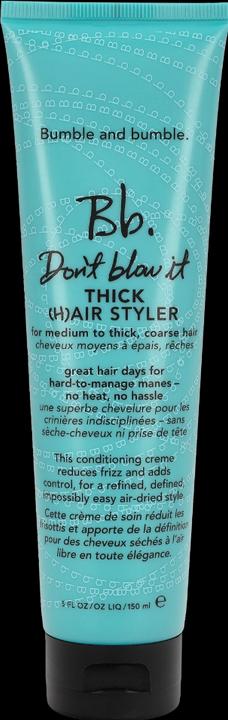 Bumble and bumble.
Bb.
Don't blow it
THICK
(H)AIR STYLER
for medium to thick, coarse hair
cheveux moyens à épais, rêches
great hair days for
hard-to-manage manes –
no heat, no hassle
une superbe chevelure pour les
crinières indisciplinées – sans
sèche-cheveux ni prise de tête
This conditioning creme
reduces frizz and adds
control, for a refined, defined,
impossibly easy air-dried style.
Cette crème de soin réduit les
frisottis et apporte de la définition
pour des cheveux séchés à l'air
libre en toute élégance.
5 FL OZ/OZ LIQ/150 ml ℮